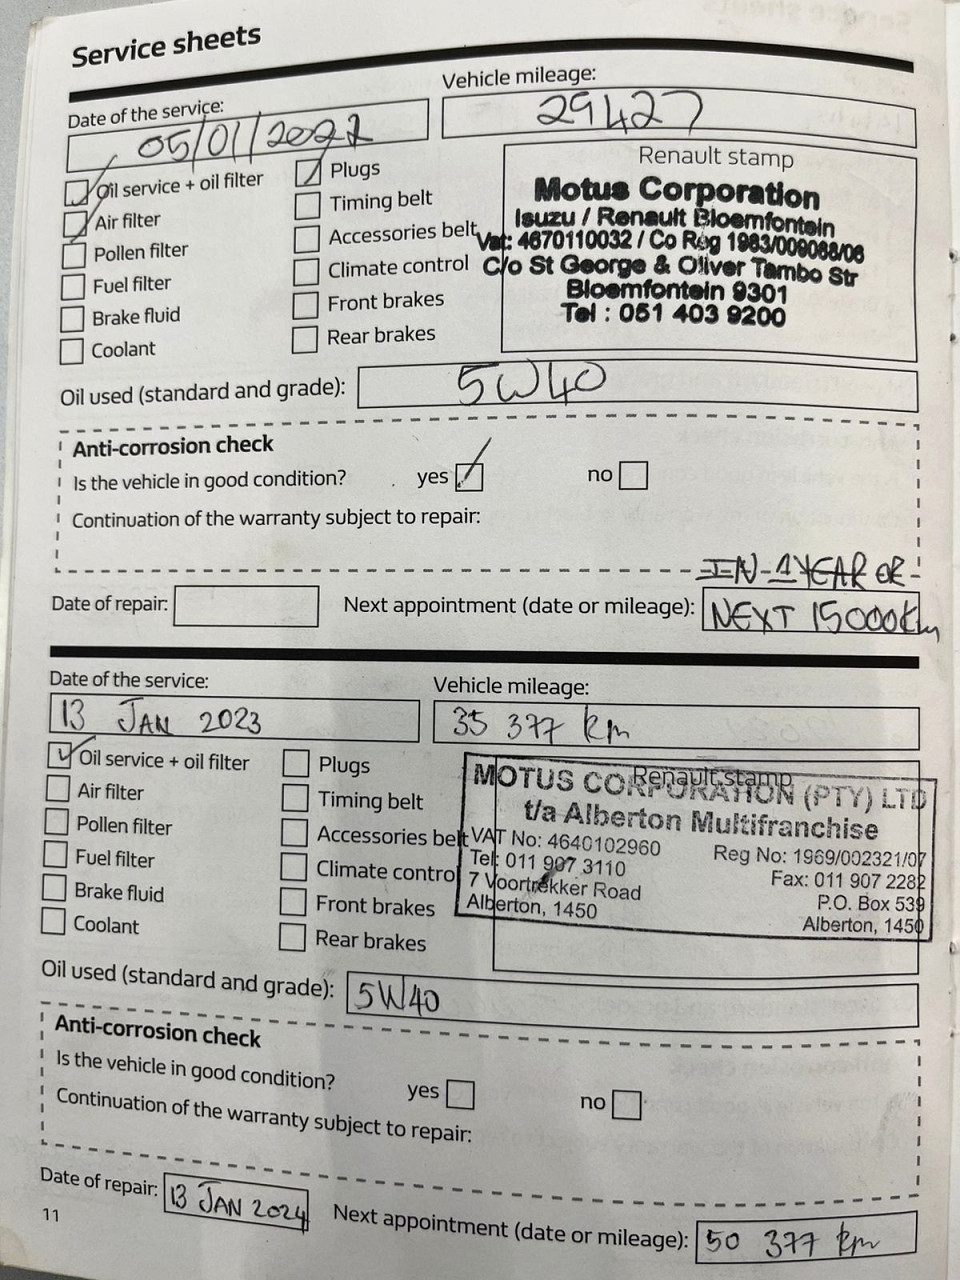 Service sheets
Date of the service:
05/01/2022
Vehicle mileage:
29427
Oil service + oil filter
Air filter
Pollen filter
Fuel filter
Brake fluid
Coolant
Plugs
Timing belt
Accessories belt
Climate control
Front brakes
Rear brakes
Renault stamp
Motus Corporation
Isuzu / Renault Bloemfontein
Vat: 4670110032 / Co Reg 1983/009088/06
C/o St George & Oliver Tambo Str
Bloemfontein 9301
Tel : 051 403 9200
Oil used (standard and grade):
5W40
Anti-corrosion check
Is the vehicle in good condition?
yes
no
Continuation of the warranty subject to repair:
IN 1 YEAR OR
Date of repair:
Next appointment (date or mileage):
NEXT 15000km
Date of the service:
13 JAN 2023
Vehicle mileage:
35 377 km
Oil service + oil filter
Air filter
Pollen filter
Fuel filter
Brake fluid
Coolant
Plugs
Timing belt
Accessories belt
Climate control
Front brakes
Rear brakes
Renault stamp
MOTUS CORPORATION (PTY) LTD
t/a Alberton Multifranchise
VAT No: 4640102960 Reg No: 1969/002321/07
Tel: 011 907 3110 Fax: 011 907 2282
7 Voortrekker Road P.O. Box 539
Alberton, 1450 Alberton, 1450
Oil used (standard and grade):
5W40
Anti-corrosion check
Is the vehicle in good condition?
yes
no
Continuation of the warranty subject to repair:
Date of repair:
13 JAN 2024
Next appointment (date or mileage):
50 377 km
11